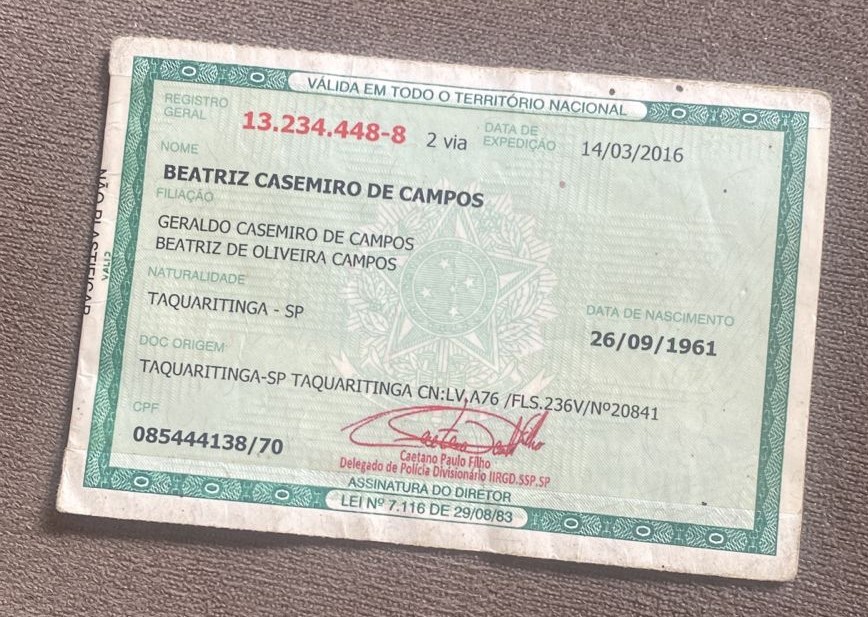 VÁLIDA EM TODO O TERRITÓRIO NACIONAL
REGISTRO GERAL 13.234.448-8 2 via DATA DE EXPEDIÇÃO 14/03/2016
NOME
BEATRIZ CASEMIRO DE CAMPOS
FILIAÇÃO
GERALDO CASEMIRO DE CAMPOS
BEATRIZ DE OLIVEIRA CAMPOS
NATURALIDADE
TAQUARITINGA - SP
DATA DE NASCIMENTO
26/09/1961
DOC ORIGEM
TAQUARITINGA-SP TAQUARITINGA CN:LV.A76 /FLS.236V/Nº20841
CPF
085444138/70
Caetano Paulo Filho
Delegado de Polícia Divisionário IIRGD.SSP.SP
ASSINATURA DO DIRETOR
LEI Nº 7.116 DE 29/08/83
NÃO PLASTIFICAR